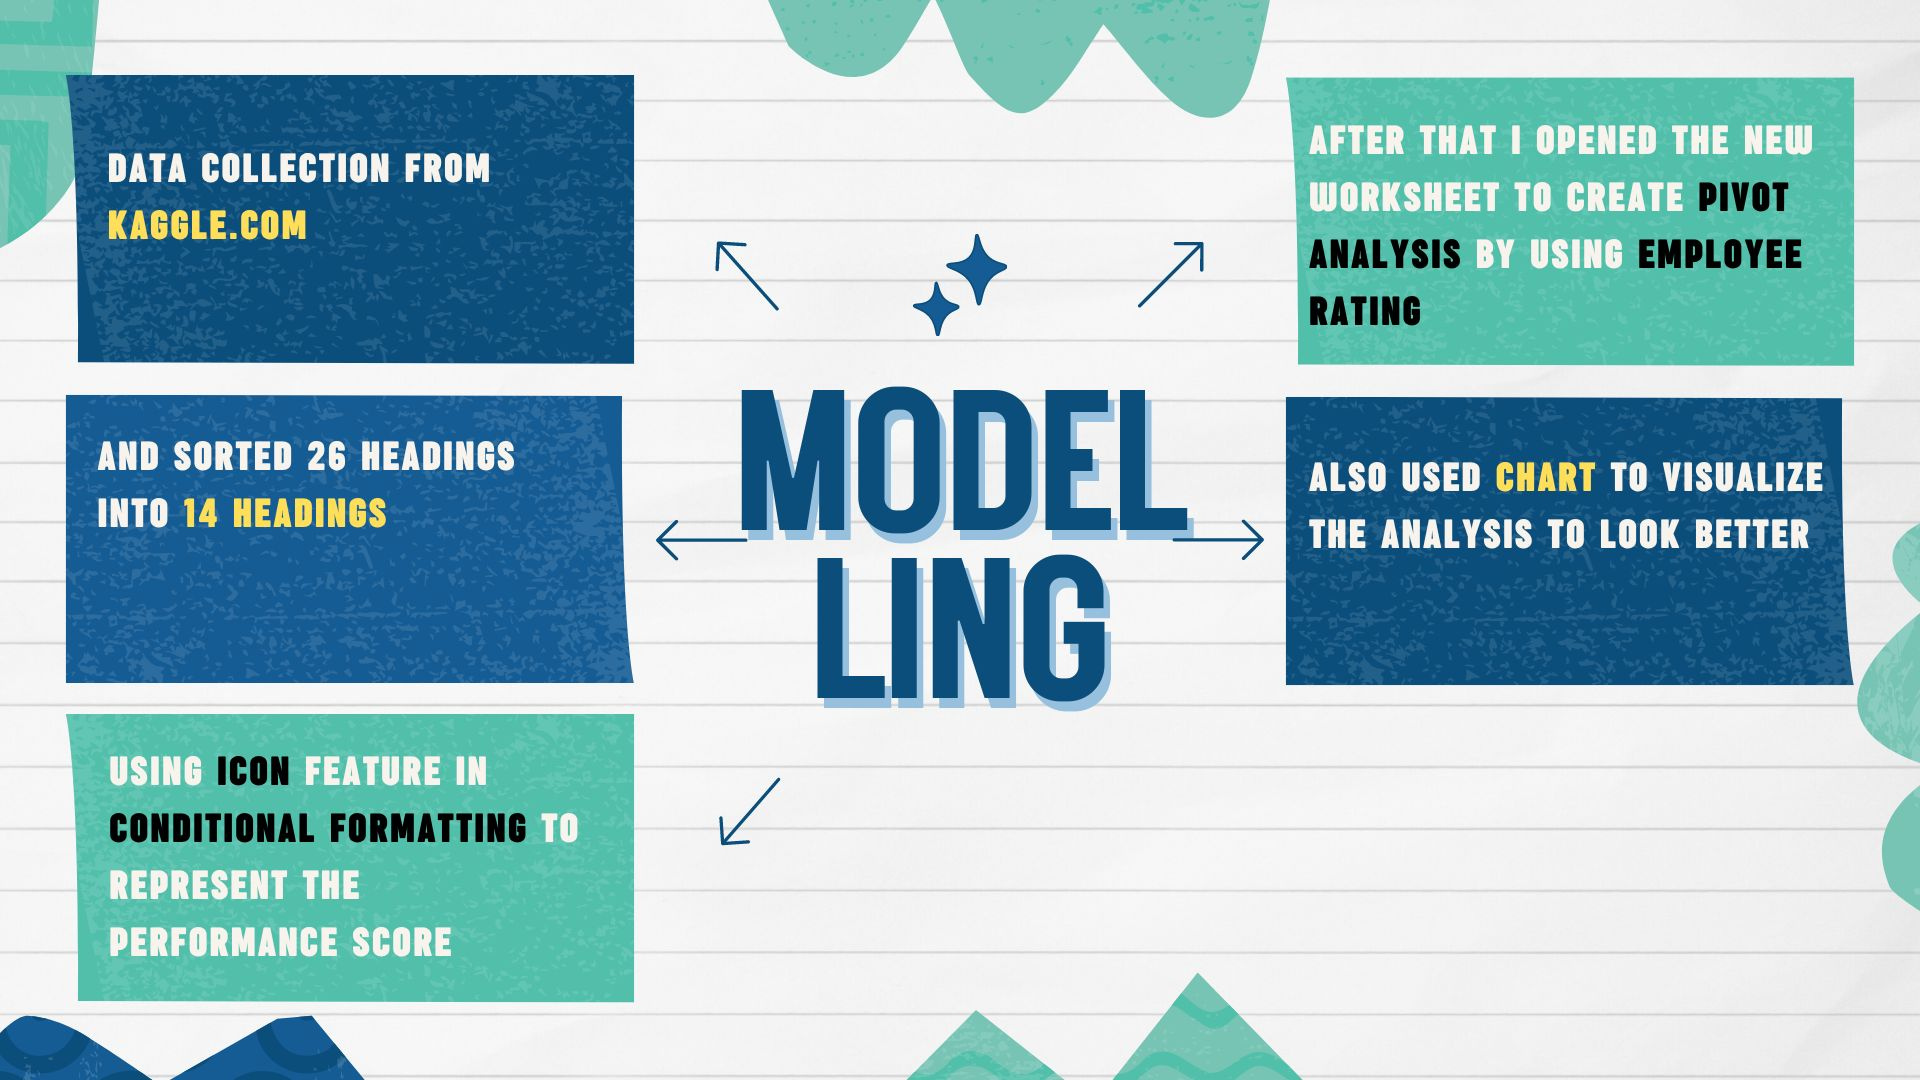 DATA COLLECTION FROM
KAGGLE.COM
AND SORTED 26 HEADINGS
INTO 14 HEADINGS
USING ICON FEATURE IN
CONDITIONAL FORMATTING TO
REPRESENT THE
PERFORMANCE SCORE
MODEL
LING
AFTER THAT I OPENED THE NEW
WORKSHEET TO CREATE PIVOT
ANALYSIS BY USING EMPLOYEE
RATING
ALSO USED CHART TO VISUALIZE
THE ANALYSIS TO LOOK BETTER